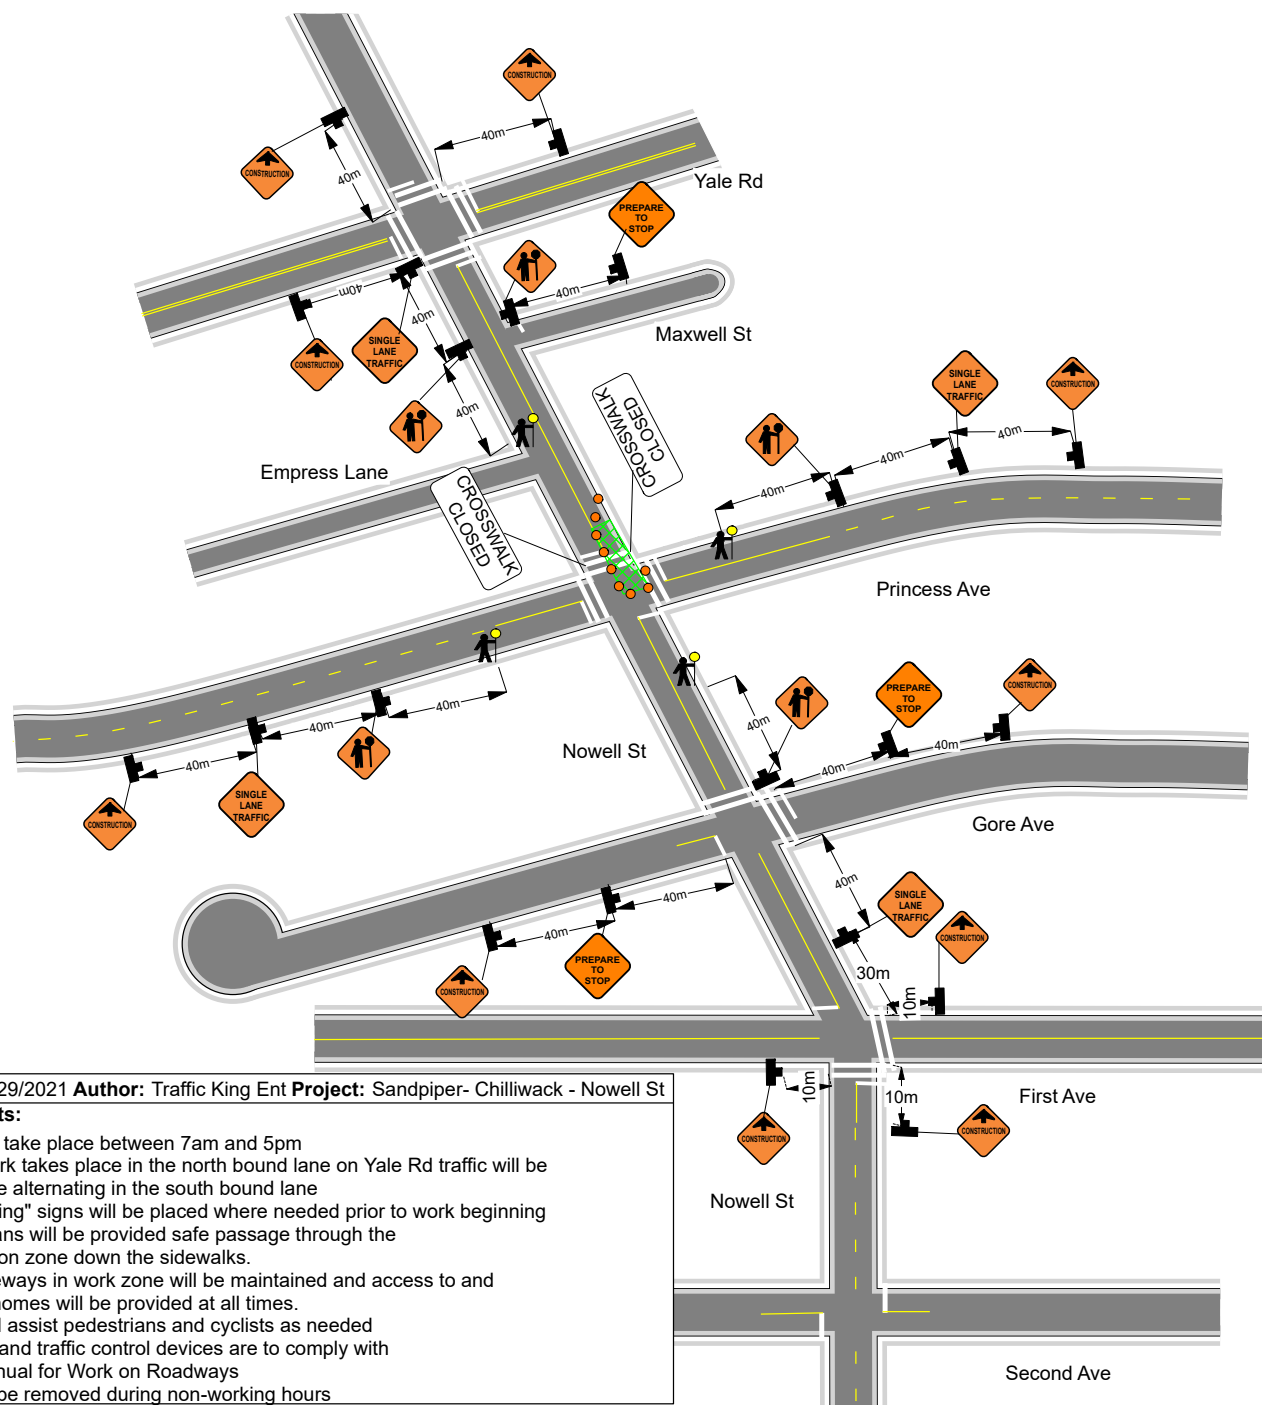 CONSTRUCTION
40m
CONSTRUCTION
40m
Yale Rd
PREPARE
TO
STOP
40m
40m
40m
Maxwell St
CONSTRUCTION
SINGLE
LANE
TRAFFIC
40m
Empress Lane
CROSSWALK
CLOSED
CROSSWALK
CLOSED
SINGLE
LANE
TRAFFIC
CONSTRUCTION
40m
40m
40m
Princess Ave
40m
40m
40m
CONSTRUCTION
SINGLE
LANE
TRAFFIC
Nowell St
40m
PREPARE
TO
STOP
CONSTRUCTION
40m
40m
Gore Ave
40m
40m
CONSTRUCTION
PREPARE
TO
STOP
40m
SINGLE
LANE
TRAFFIC
CONSTRUCTION
30m
10m
10m
10m
CONSTRUCTION
CONSTRUCTION
First Ave
Nowell St
Second Ave
29/2021 Author: Traffic King Ent Project: Sandpiper- Chilliwack - Nowell St
ts:
take place between 7am and 5pm
rk takes place in the north bound lane on Yale Rd traffic will be
e alternating in the south bound lane
ing" signs will be placed where needed prior to work beginning
ans will be provided safe passage through the
on zone down the sidewalks.
eways in work zone will be maintained and access to and
homes will be provided at all times.
l assist pedestrians and cyclists as needed
and traffic control devices are to comply with
nual for Work on Roadways
be removed during non-working hours